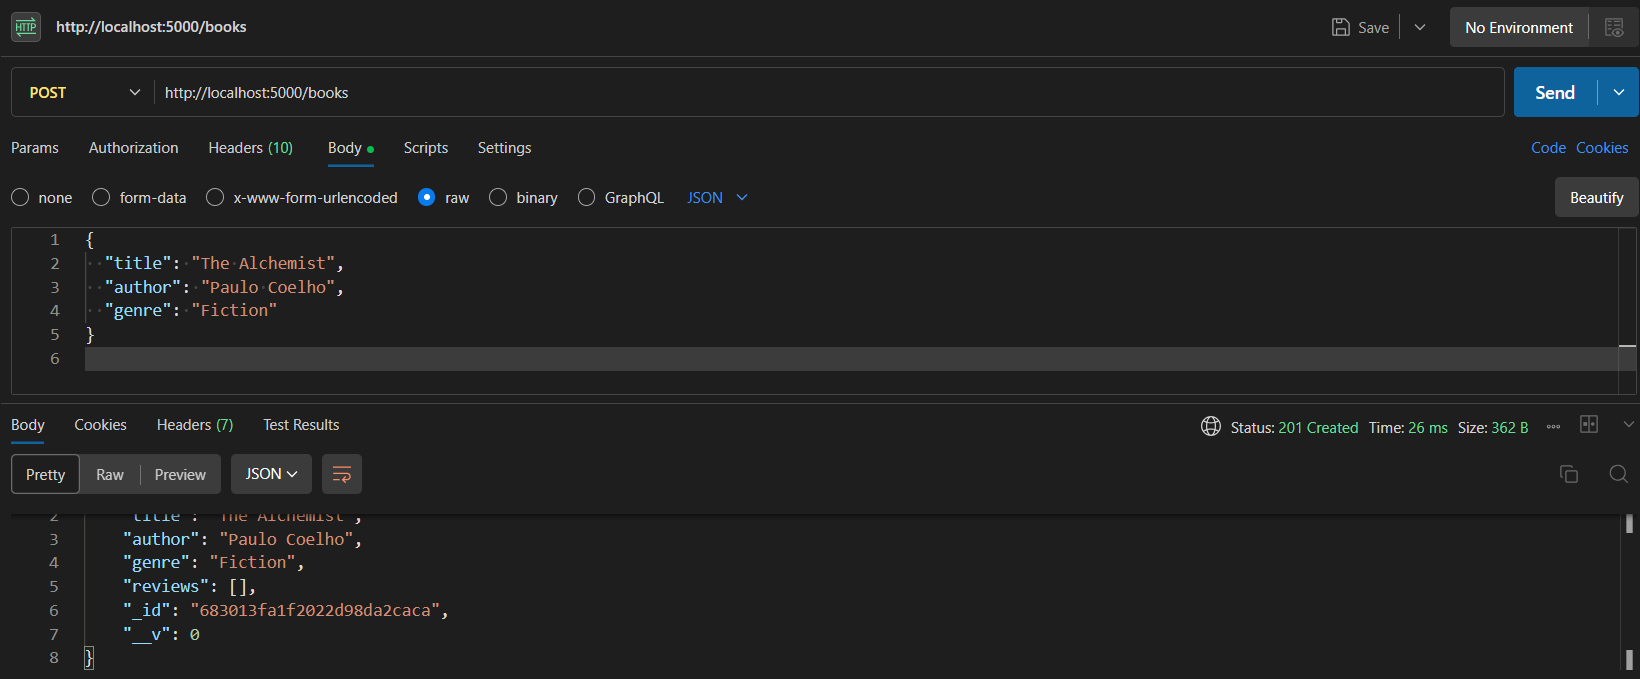 HTTP http://localhost:5000/books Save No Environment
POST http://localhost:5000/books Send
Params Authorization Headers (10) Body Scripts Settings Code Cookies
none form-data x-www-form-urlencoded raw binary GraphQL JSON Beautify
1 {
2 "title": "The Alchemist",
3 "author": "Paulo Coelho",
4 "genre": "Fiction"
5 }
6
Body Cookies Headers (7) Test Results Status: 201 Created Time: 26 ms Size: 362 B
Pretty Raw Preview JSON
2 "title": "The Alchemist",
3 "author": "Paulo Coelho",
4 "genre": "Fiction",
5 "reviews": [],
6 "_id": "683013fa1f2022d98da2caca",
7 "__v": 0
8 }